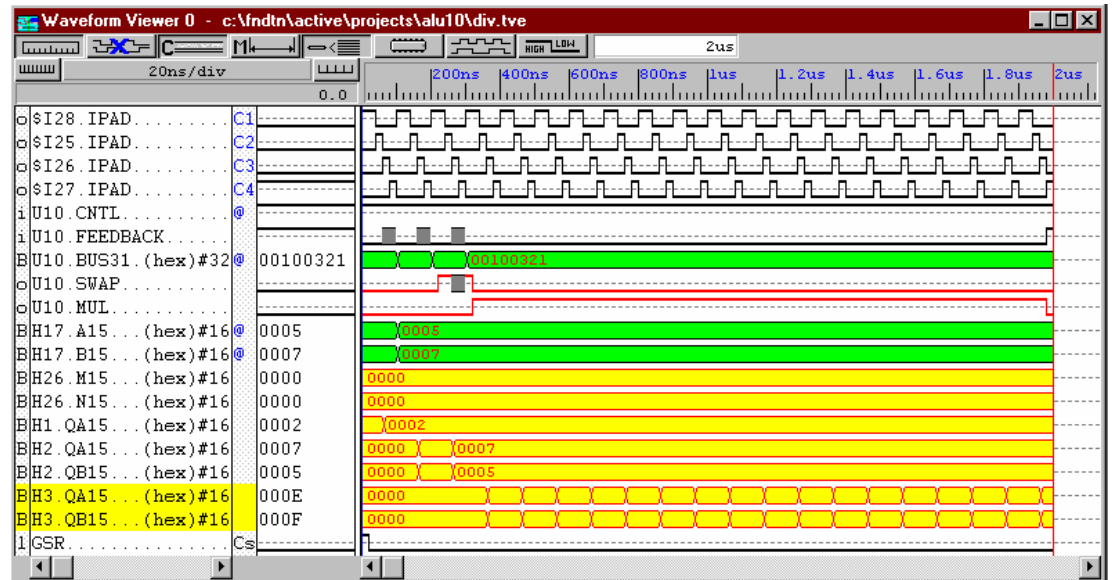 Waveform Viewer 0 - c:\fndtn\active\projects\alu10\div.tve
C M HIGH LOW 2us
20ns/div 200ns 400ns 600ns 800ns 1us 1.2us 1.4us 1.6us 1.8us 2us
0.0
o $I28.IPAD......... C1
o $I25.IPAD......... C2
o $I26.IPAD......... C3
o $I27.IPAD......... C4
i U10.CNTL.......... @
i U10.FEEDBACK......
B U10.BUS31.(hex)#32 @ 00100321 00100321
o U10.SWAP..........
o U10.MUL...........
B H17.A15...(hex)#16 @ 0005 0005
B H17.B15...(hex)#16 @ 0007 0007
B H26.M15...(hex)#16 0000 0000
B H26.N15...(hex)#16 0000 0000
B H1.QA15...(hex)#16 0002 0002
B H2.QA15...(hex)#16 0007 0000 0007
B H2.QB15...(hex)#16 0005 0000 0005
B H3.QA15...(hex)#16 000E 0000
B H3.QB15...(hex)#16 000F 0000
l GSR............... Cs